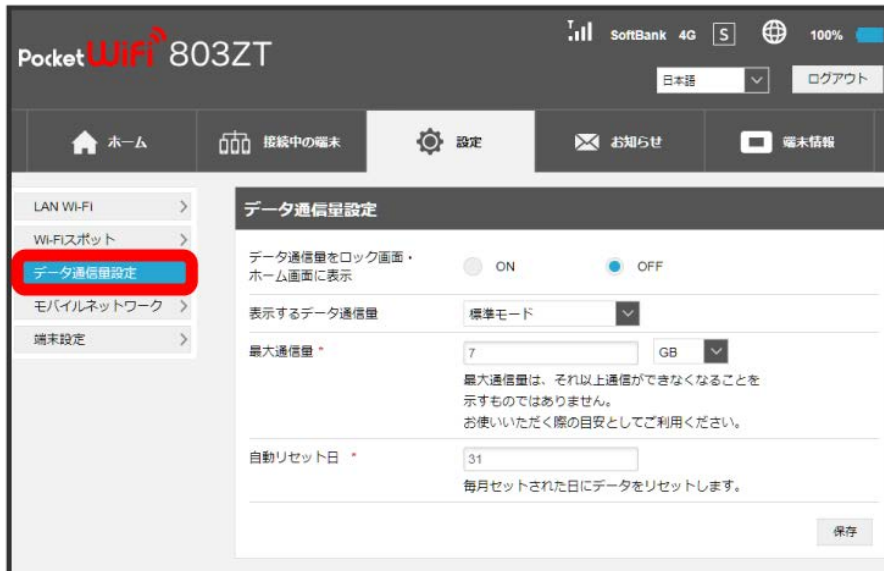 SoftBank 4G S 100%
Pocket WiFi 803ZT
日本語 ログアウト
ホーム 接続中の端末 設定 お知らせ 端末情報
LAN Wi-Fi
Wi-Fiスポット
データ通信量設定
モバイルネットワーク
端末設定
データ通信量設定
データ通信量をロック画面・
ホーム画面に表示
ON OFF
表示するデータ通信量 標準モード
最大通信量 * 7 GB
最大通信量は、それ以上通信ができなくなることを
示すものではありません。
お使いいただく際の目安としてご利用ください。
自動リセット日 * 31
毎月セットされた日にデータをリセットします。
保存